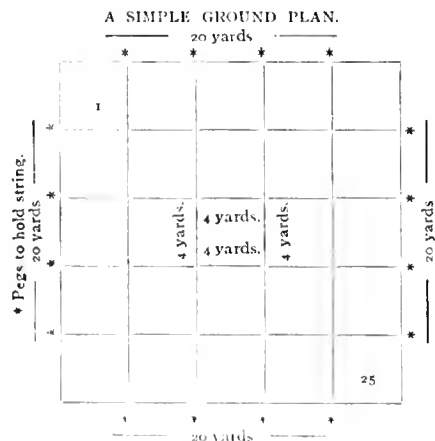 A SIMPLE GROUND PLAN.
20 yards
* * * *
1
* Pegs to hold string.
20 yards
4 yards.
4 yards.
4 yards.
4 yards.
20 yards
25
20 yards